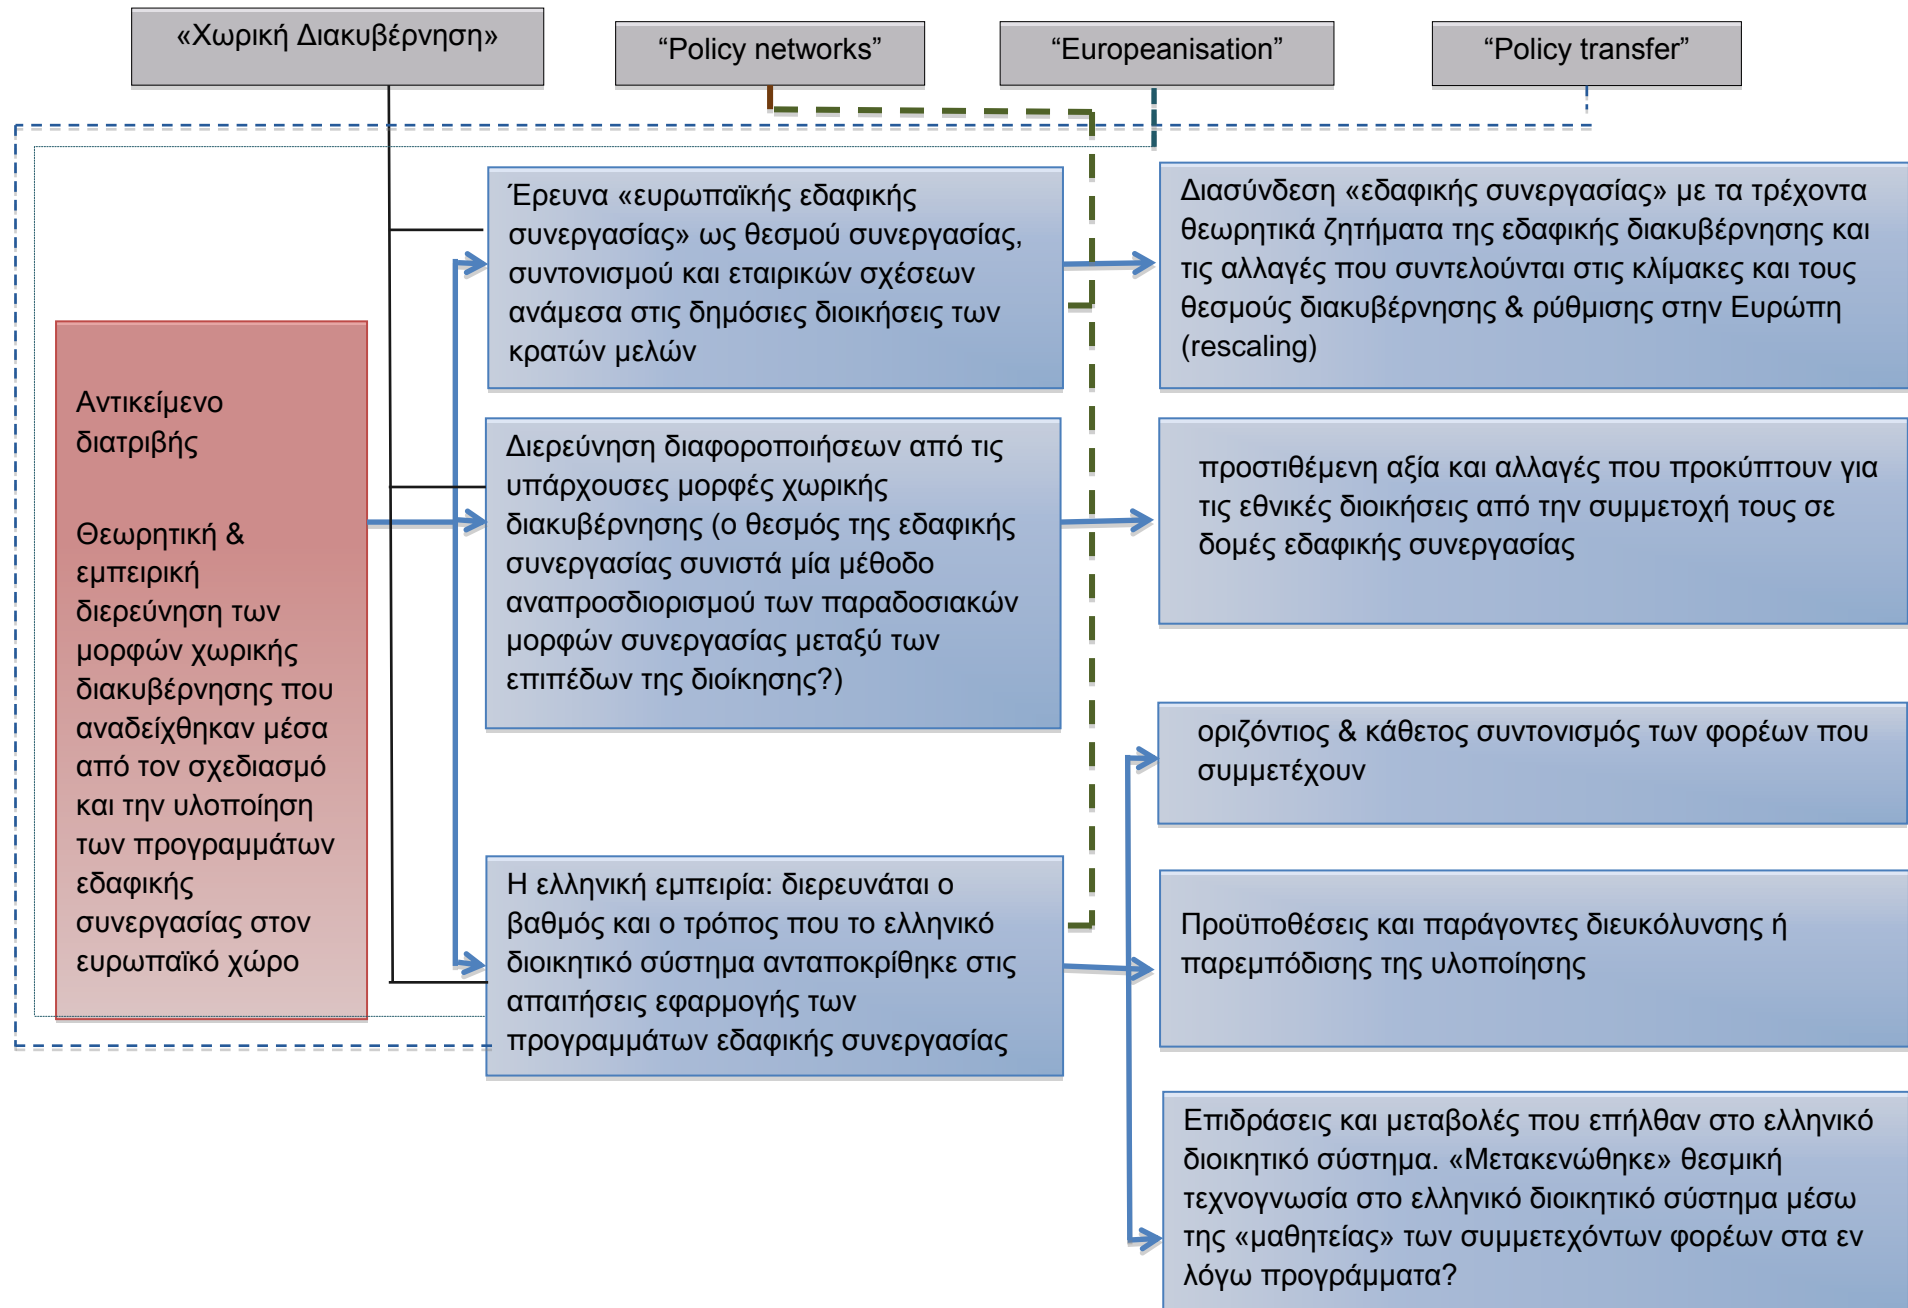 «Χωρική Διακυβέρνηση»
“Policy networks”
“Europeanisation”
“Policy transfer”
Αντικείμενο
διατριβής
Θεωρητική &
εμπειρική
διερεύνηση των
μορφών χωρικής
διακυβέρνησης που
αναδείχθηκαν μέσα
από τον σχεδιασμό
και την υλοποίηση
των προγραμμάτων
εδαφικής
συνεργασίας στον
ευρωπαϊκό χώρο
Έρευνα «ευρωπαϊκής εδαφικής
συνεργασίας» ως θεσμού συνεργασίας,
συντονισμού και εταιρικών σχέσεων
ανάμεσα στις δημόσιες διοικήσεις των
κρατών μελών
Διασύνδεση «εδαφικής συνεργασίας» με τα τρέχοντα
θεωρητικά ζητήματα της εδαφικής διακυβέρνησης και
τις αλλαγές που συντελούνται στις κλίμακες και τους
θεσμούς διακυβέρνησης & ρύθμισης στην Ευρώπη
(rescaling)
Διερεύνηση διαφοροποιήσεων από τις
υπάρχουσες μορφές χωρικής
διακυβέρνησης (ο θεσμός της εδαφικής
συνεργασίας συνιστά μία μέθοδο
αναπροσδιορισμού των παραδοσιακών
μορφών συνεργασίας μεταξύ των
επιπέδων της διοίκησης?)
προστιθέμενη αξία και αλλαγές που προκύπτουν για
τις εθνικές διοικήσεις από την συμμετοχή τους σε
δομές εδαφικής συνεργασίας
Η ελληνική εμπειρία: διερευνάται ο
βαθμός και ο τρόπος που το ελληνικό
διοικητικό σύστημα ανταποκρίθηκε στις
απαιτήσεις εφαρμογής των
προγραμμάτων εδαφικής συνεργασίας
οριζόντιος & κάθετος συντονισμός των φορέων που
συμμετέχουν
Προϋποθέσεις και παράγοντες διευκόλυνσης ή
παρεμπόδισης της υλοποίησης
Επιδράσεις και μεταβολές που επήλθαν στο ελληνικό
διοικητικό σύστημα. «Μετακενώθηκε» θεσμική
τεχνογνωσία στο ελληνικό διοικητικό σύστημα μέσω
της «μαθητείας» των συμμετεχόντων φορέων στα εν
λόγω προγράμματα?